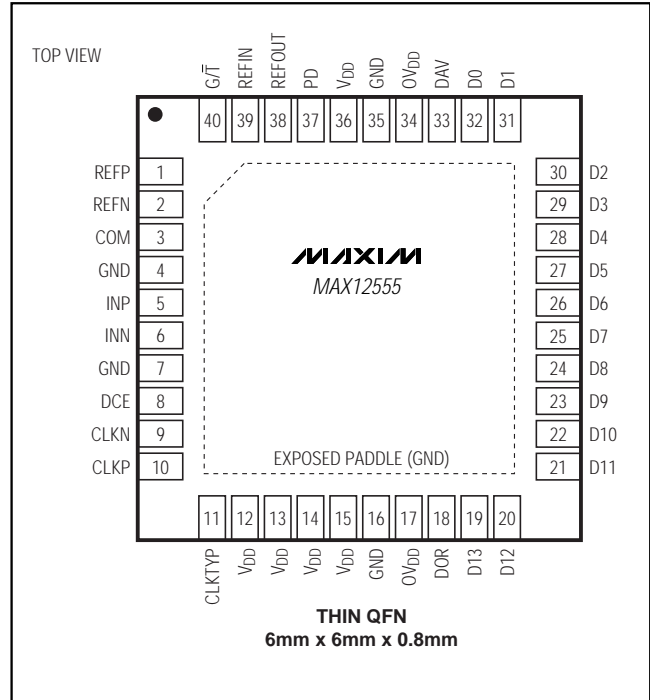 TOP VIEW
G/T̅ REFIN REFOUT PD VDD GND OVDD DAV D0 D1
40 39 38 37 36 35 34 33 32 31
REFP 1 30 D2
REFN 2 29 D3
COM 3 28 D4
GND 4 27 D5
INP 5 26 D6
INN 6 25 D7
GND 7 24 D8
DCE 8 23 D9
CLKN 9 22 D10
CLKP 10 21 D11
MAXIM
MAX12555
EXPOSED PADDLE (GND)
11 12 13 14 15 16 17 18 19 20
CLKTYP VDD VDD VDD VDD GND OVDD DOR D13 D12
THIN QFN
6mm x 6mm x 0.8mm